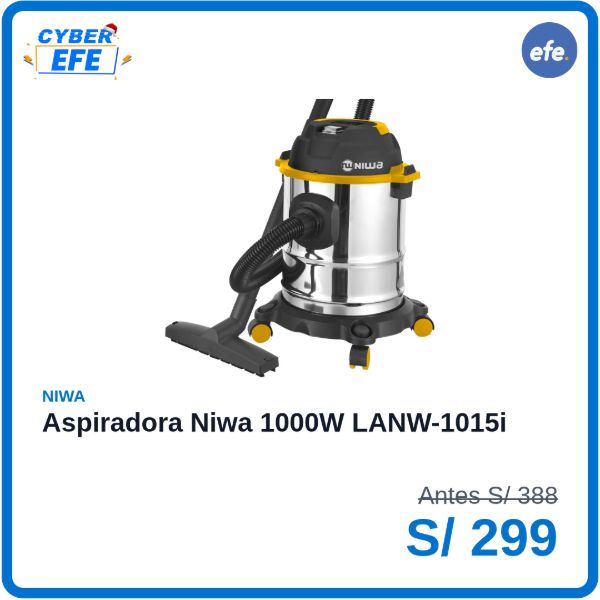 CYBER
EFE
efe.
NIWA
NIWA
Aspiradora Niwa 1000W LANW-1015i
Antes S/ 388
S/ 299